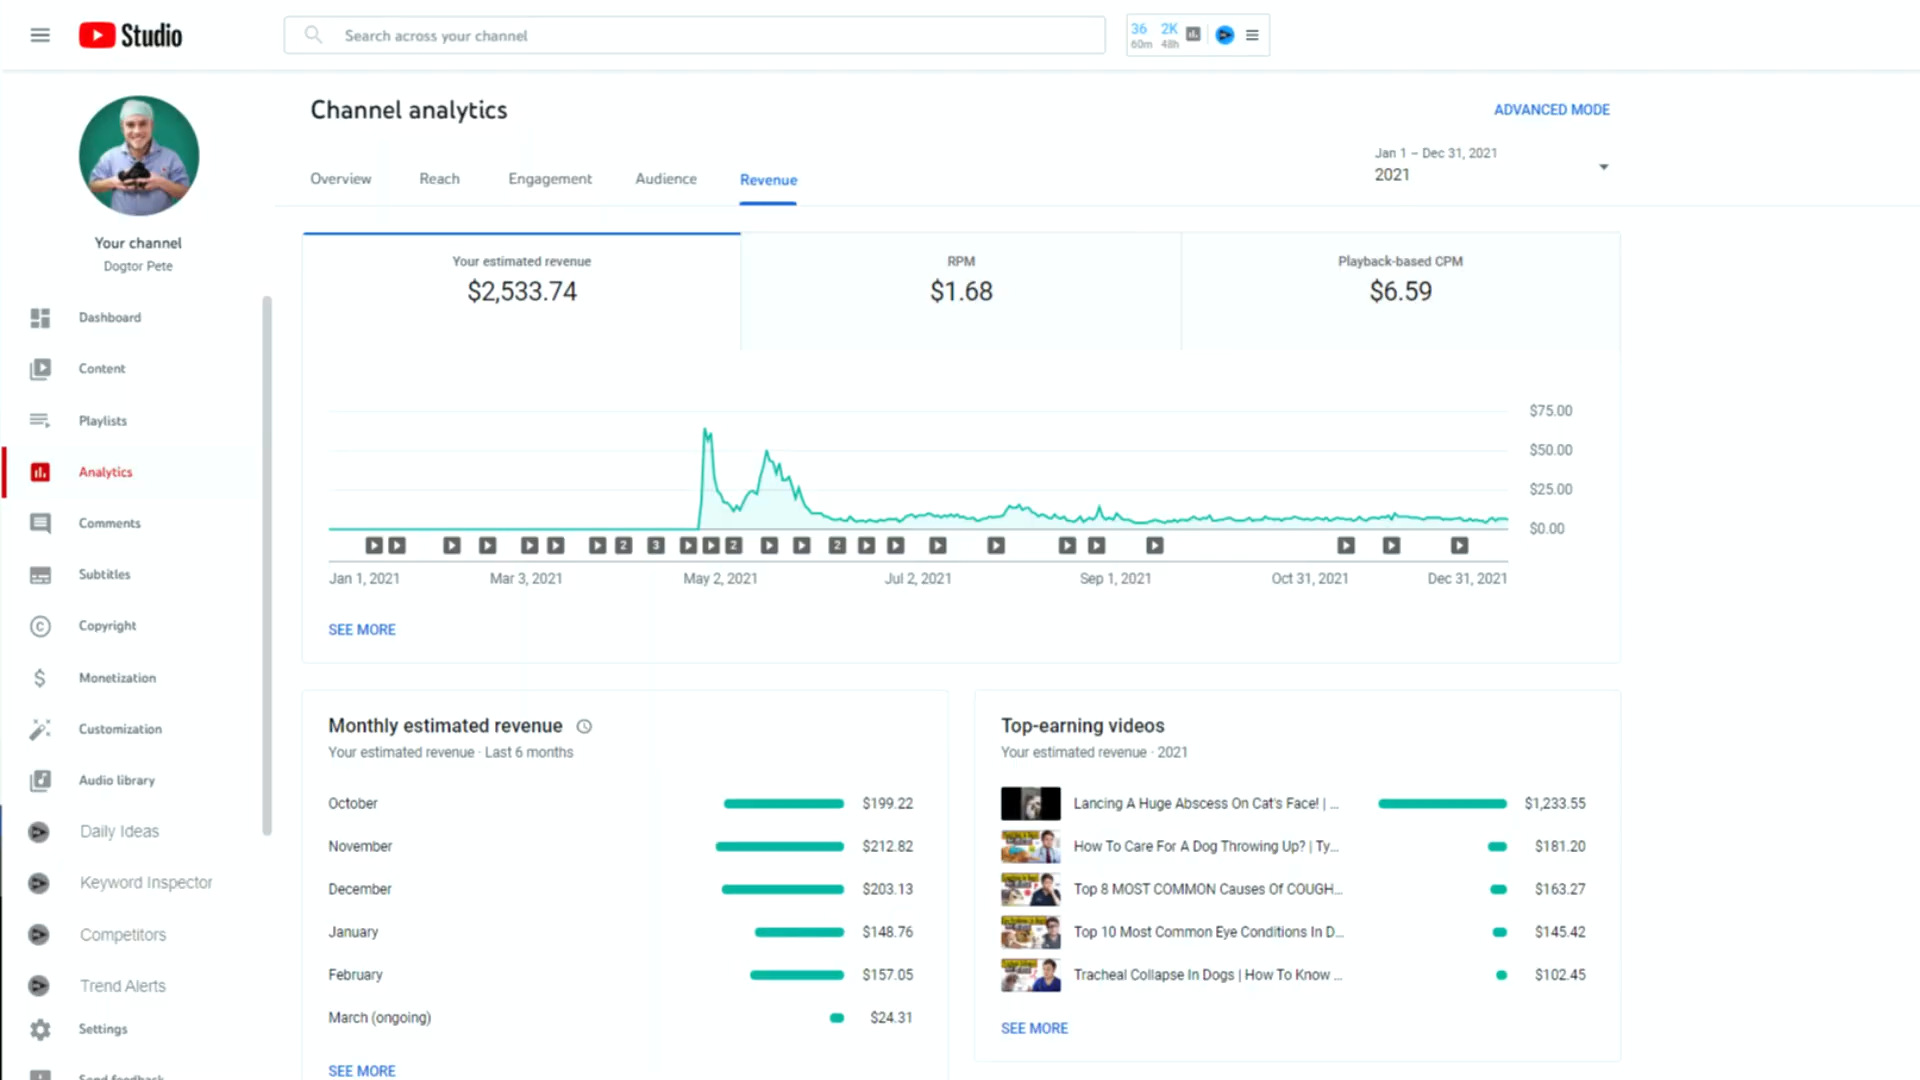 Studio
Search across your channel
36 2K
60m 48h
Channel analytics
ADVANCED MODE
Jan 1 – Dec 31, 2021
2021
Overview Reach Engagement Audience Revenue
Your channel
Dogtor Pete
Dashboard
Content
Playlists
Analytics
Comments
Subtitles
Copyright
Monetization
Customization
Audio library
Daily Ideas
Keyword Inspector
Competitors
Trend Alerts
Settings
Send feedback
Your estimated revenue
$2,533.74
RPM
$1.68
Playback-based CPM
$6.59
$75.00
$50.00
$25.00
$0.00
2 3 2 2
Jan 1, 2021 Mar 3, 2021 May 2, 2021 Jul 2, 2021 Sep 1, 2021 Oct 31, 2021 Dec 31, 2021
SEE MORE
Monthly estimated revenue
Your estimated revenue · Last 6 months
October $199.22
November $212.82
December $203.13
January $148.76
February $157.05
March (ongoing) $24.31
SEE MORE
Top-earning videos
Your estimated revenue · 2021
Lancing A Huge Abscess On Cat's Face! | ... $1,233.55
How To Care For A Dog Throwing Up? | Ty... $181.20
Top 8 MOST COMMON Causes Of COUGH... $163.27
Top 10 Most Common Eye Conditions In D... $145.42
Tracheal Collapse In Dogs | How To Know ... $102.45
SEE MORE